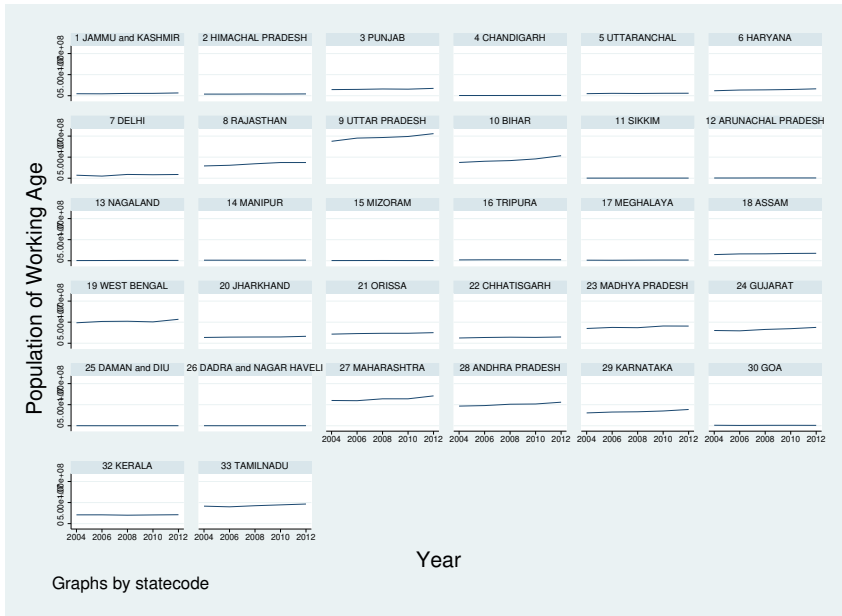 1 JAMMU and KASHMIR 2 HIMACHAL PRADESH 3 PUNJAB 4 CHANDIGARH 5 UTTARANCHAL 6 HARYANA
7 DELHI 8 RAJASTHAN 9 UTTAR PRADESH 10 BIHAR 11 SIKKIM 12 ARUNACHAL PRADESH
13 NAGALAND 14 MANIPUR 15 MIZORAM 16 TRIPURA 17 MEGHALAYA 18 ASSAM
19 WEST BENGAL 20 JHARKHAND 21 ORISSA 22 CHHATISGARH 23 MADHYA PRADESH 24 GUJARAT
25 DAMAN and DIU 26 DADRA and NAGAR HAVELI 27 MAHARASHTRA 28 ANDHRA PRADESH 29 KARNATAKA 30 GOA
2004 2006 2008 2010 2012 2004 2006 2008 2010 2012 2004 2006 2008 2010 2012 2004 2006 2008 2010 2012
32 KERALA 33 TAMILNADU
2004 2006 2008 2010 2012 2004 2006 2008 2010 2012
Population of Working Age
Year
Graphs by statecode